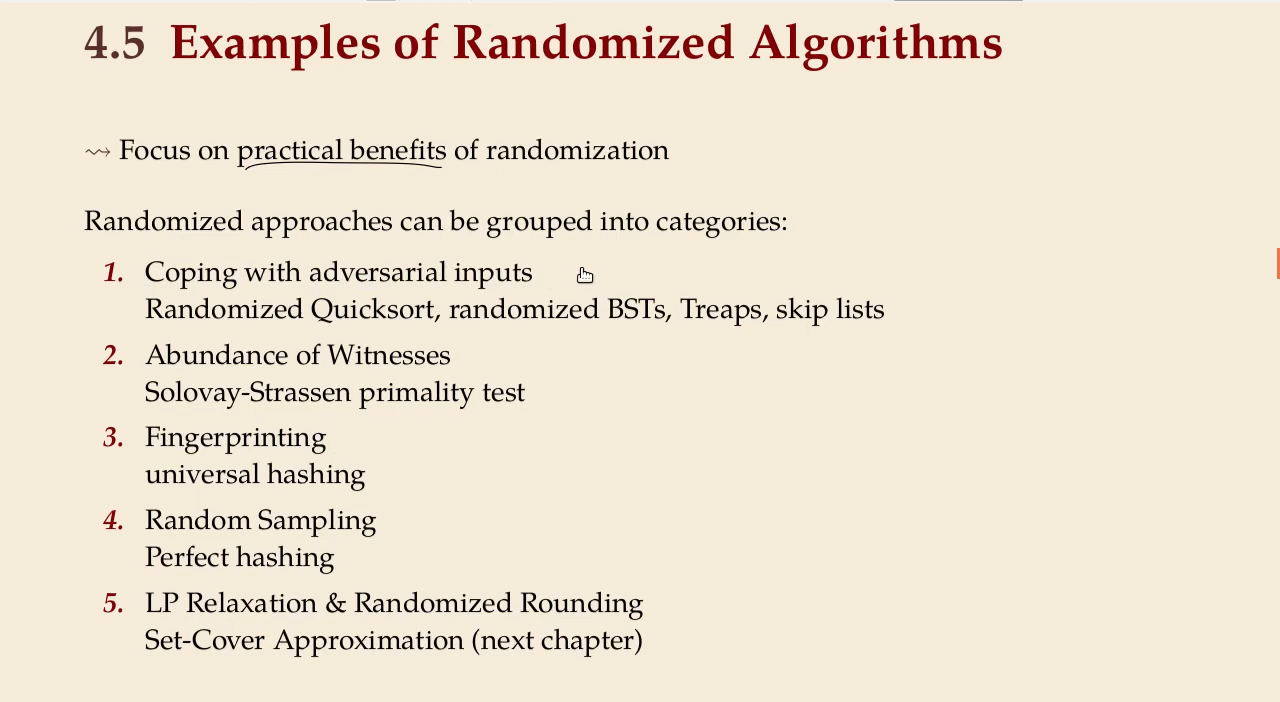 4.5 Examples of Randomized Algorithms
⇝ Focus on practical benefits of randomization
Randomized approaches can be grouped into categories:
1. Coping with adversarial inputs
Randomized Quicksort, randomized BSTs, Treaps, skip lists
2. Abundance of Witnesses
Solovay-Strassen primality test
3. Fingerprinting
universal hashing
4. Random Sampling
Perfect hashing
5. LP Relaxation & Randomized Rounding
Set-Cover Approximation (next chapter)